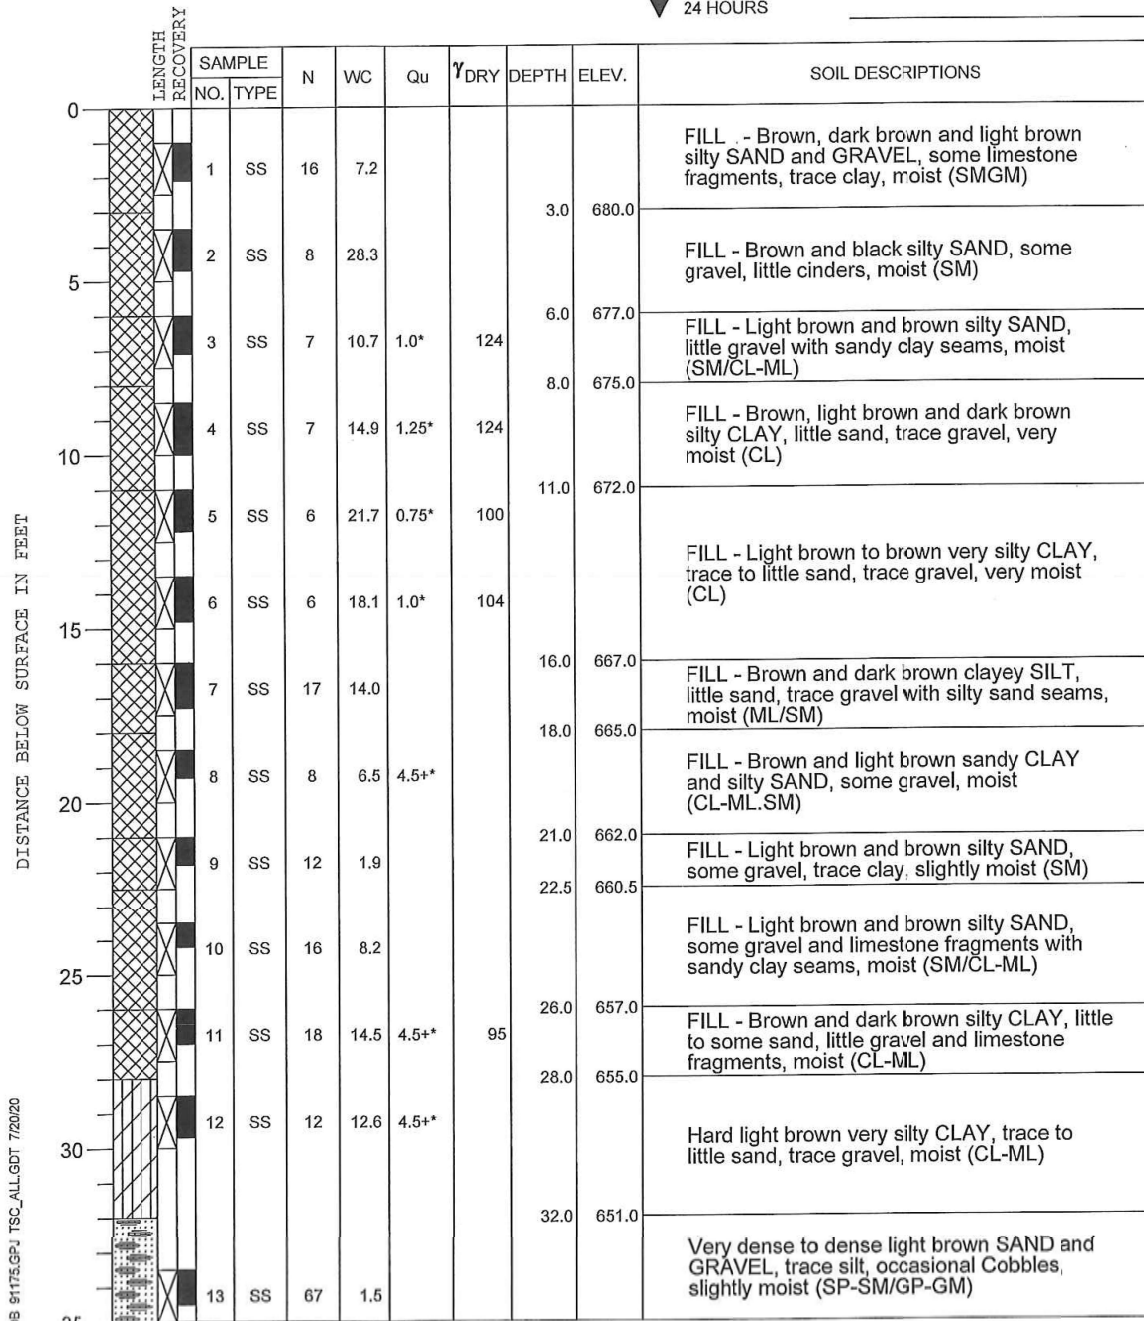 24 HOURS
LENGTH
RECOVERY
SAMPLE
NO. TYPE N WC Qu γDRY DEPTH ELEV. SOIL DESCRIPTIONS
0
FILL - Brown, dark brown and light brown
silty SAND and GRAVEL, some limestone
fragments, trace clay, moist (SMGM)
1 SS 16 7.2
3.0 680.0
FILL - Brown and black silty SAND, some
gravel, little cinders, moist (SM)
2 SS 8 28.3
5
6.0 677.0
FILL - Light brown and brown silty SAND,
little gravel with sandy clay seams, moist
(SM/CL-ML)
3 SS 7 10.7 1.0* 124
8.0 675.0
FILL - Brown, light brown and dark brown
silty CLAY, little sand, trace gravel, very
moist (CL)
4 SS 7 14.9 1.25* 124
10
11.0 672.0
5 SS 6 21.7 0.75* 100
FILL - Light brown to brown very silty CLAY,
trace to little sand, trace gravel, very moist
(CL)
6 SS 6 18.1 1.0* 104
15
16.0 667.0
FILL - Brown and dark brown clayey SILT,
little sand, trace gravel with silty sand seams,
moist (ML/SM)
7 SS 17 14.0
18.0 665.0
FILL - Brown and light brown sandy CLAY
and silty SAND, some gravel, moist
(CL-ML.SM)
8 SS 8 6.5 4.5+*
20
21.0 662.0
FILL - Light brown and brown silty SAND,
some gravel, trace clay, slightly moist (SM)
9 SS 12 1.9
22.5 660.5
FILL - Light brown and brown silty SAND,
some gravel and limestone fragments with
sandy clay seams, moist (SM/CL-ML)
10 SS 16 8.2
25
26.0 657.0
FILL - Brown and dark brown silty CLAY, little
to some sand, little gravel and limestone
fragments, moist (CL-ML)
11 SS 18 14.5 4.5+* 95
28.0 655.0
12 SS 12 12.6 4.5+*
Hard light brown very silty CLAY, trace to
little sand, trace gravel, moist (CL-ML)
30
32.0 651.0
Very dense to dense light brown SAND and
GRAVEL, trace silt, occasional Cobbles,
slightly moist (SP-SM/GP-GM)
13 SS 67 1.5
DISTANCE BELOW SURFACE IN FEET
91175.GPJ TSC_ALL.GDT 7/20/20